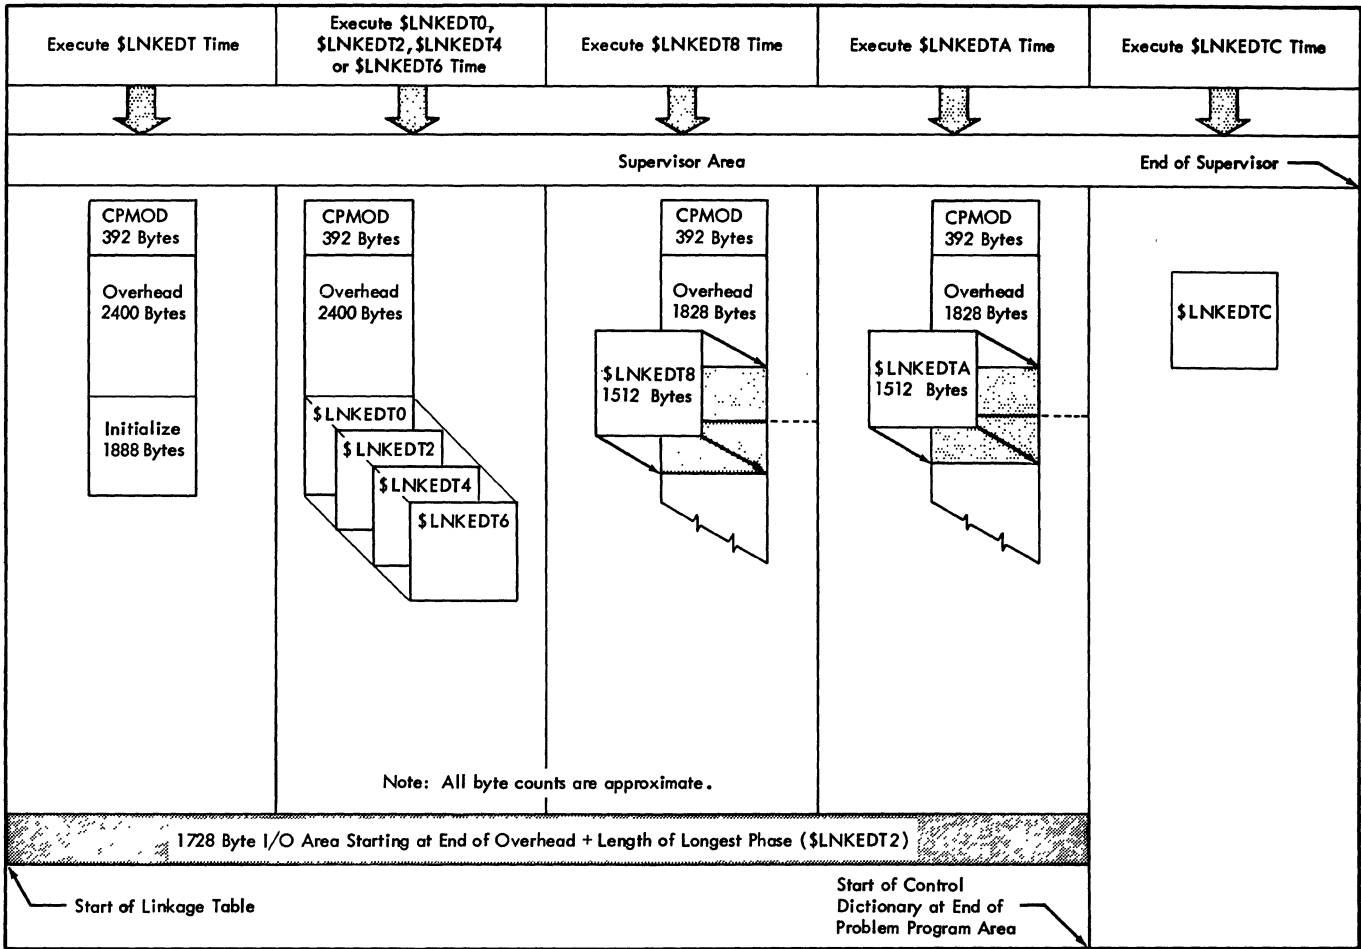 Execute $LNKEDT Time
Execute $LNKEDT0,
$LNKEDT2, $LNKEDT4
or $LNKEDT6 Time
Execute $LNKEDT8 Time
Execute $LNKEDTA Time
Execute $LNKEDTC Time
Supervisor Area
End of Supervisor
CPMOD
392 Bytes
Overhead
2400 Bytes
Initialize
1888 Bytes
CPMOD
392 Bytes
Overhead
2400 Bytes
$LNKEDT0
$LNKEDT2
$LNKEDT4
$LNKEDT6
CPMOD
392 Bytes
Overhead
1828 Bytes
$LNKEDT8
1512 Bytes
CPMOD
392 Bytes
Overhead
1828 Bytes
$LNKEDTA
1512 Bytes
$LNKEDTC
Note: All byte counts are approximate.
1728 Byte I/O Area Starting at End of Overhead + Length of Longest Phase ($LNKEDT2)
Start of Linkage Table
Start of Control
Dictionary at End of
Problem Program Area